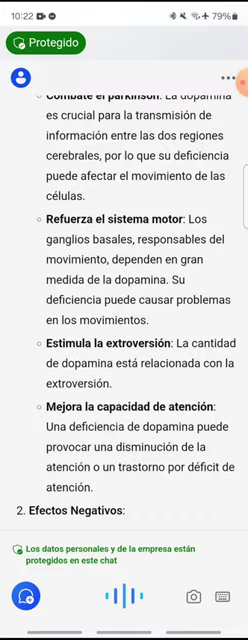 10:22
79%
Protegido
Combate el parkinson: La dopamina
es crucial para la transmisión de
información entre las dos regiones
cerebrales, por lo que su deficiencia
puede afectar el movimiento de las
células.
Refuerza el sistema motor: Los
ganglios basales, responsables del
movimiento, dependen en gran
medida de la dopamina. Su
deficiencia puede causar problemas
en los movimientos.
Estimula la extroversión: La cantidad
de dopamina está relacionada con la
extroversión.
Mejora la capacidad de atención:
Una deficiencia de dopamina puede
provocar una disminución de la
atención o un trastorno por déficit de
atención.
2. Efectos Negativos:
Los datos personales y de la empresa están
protegidos en este chat